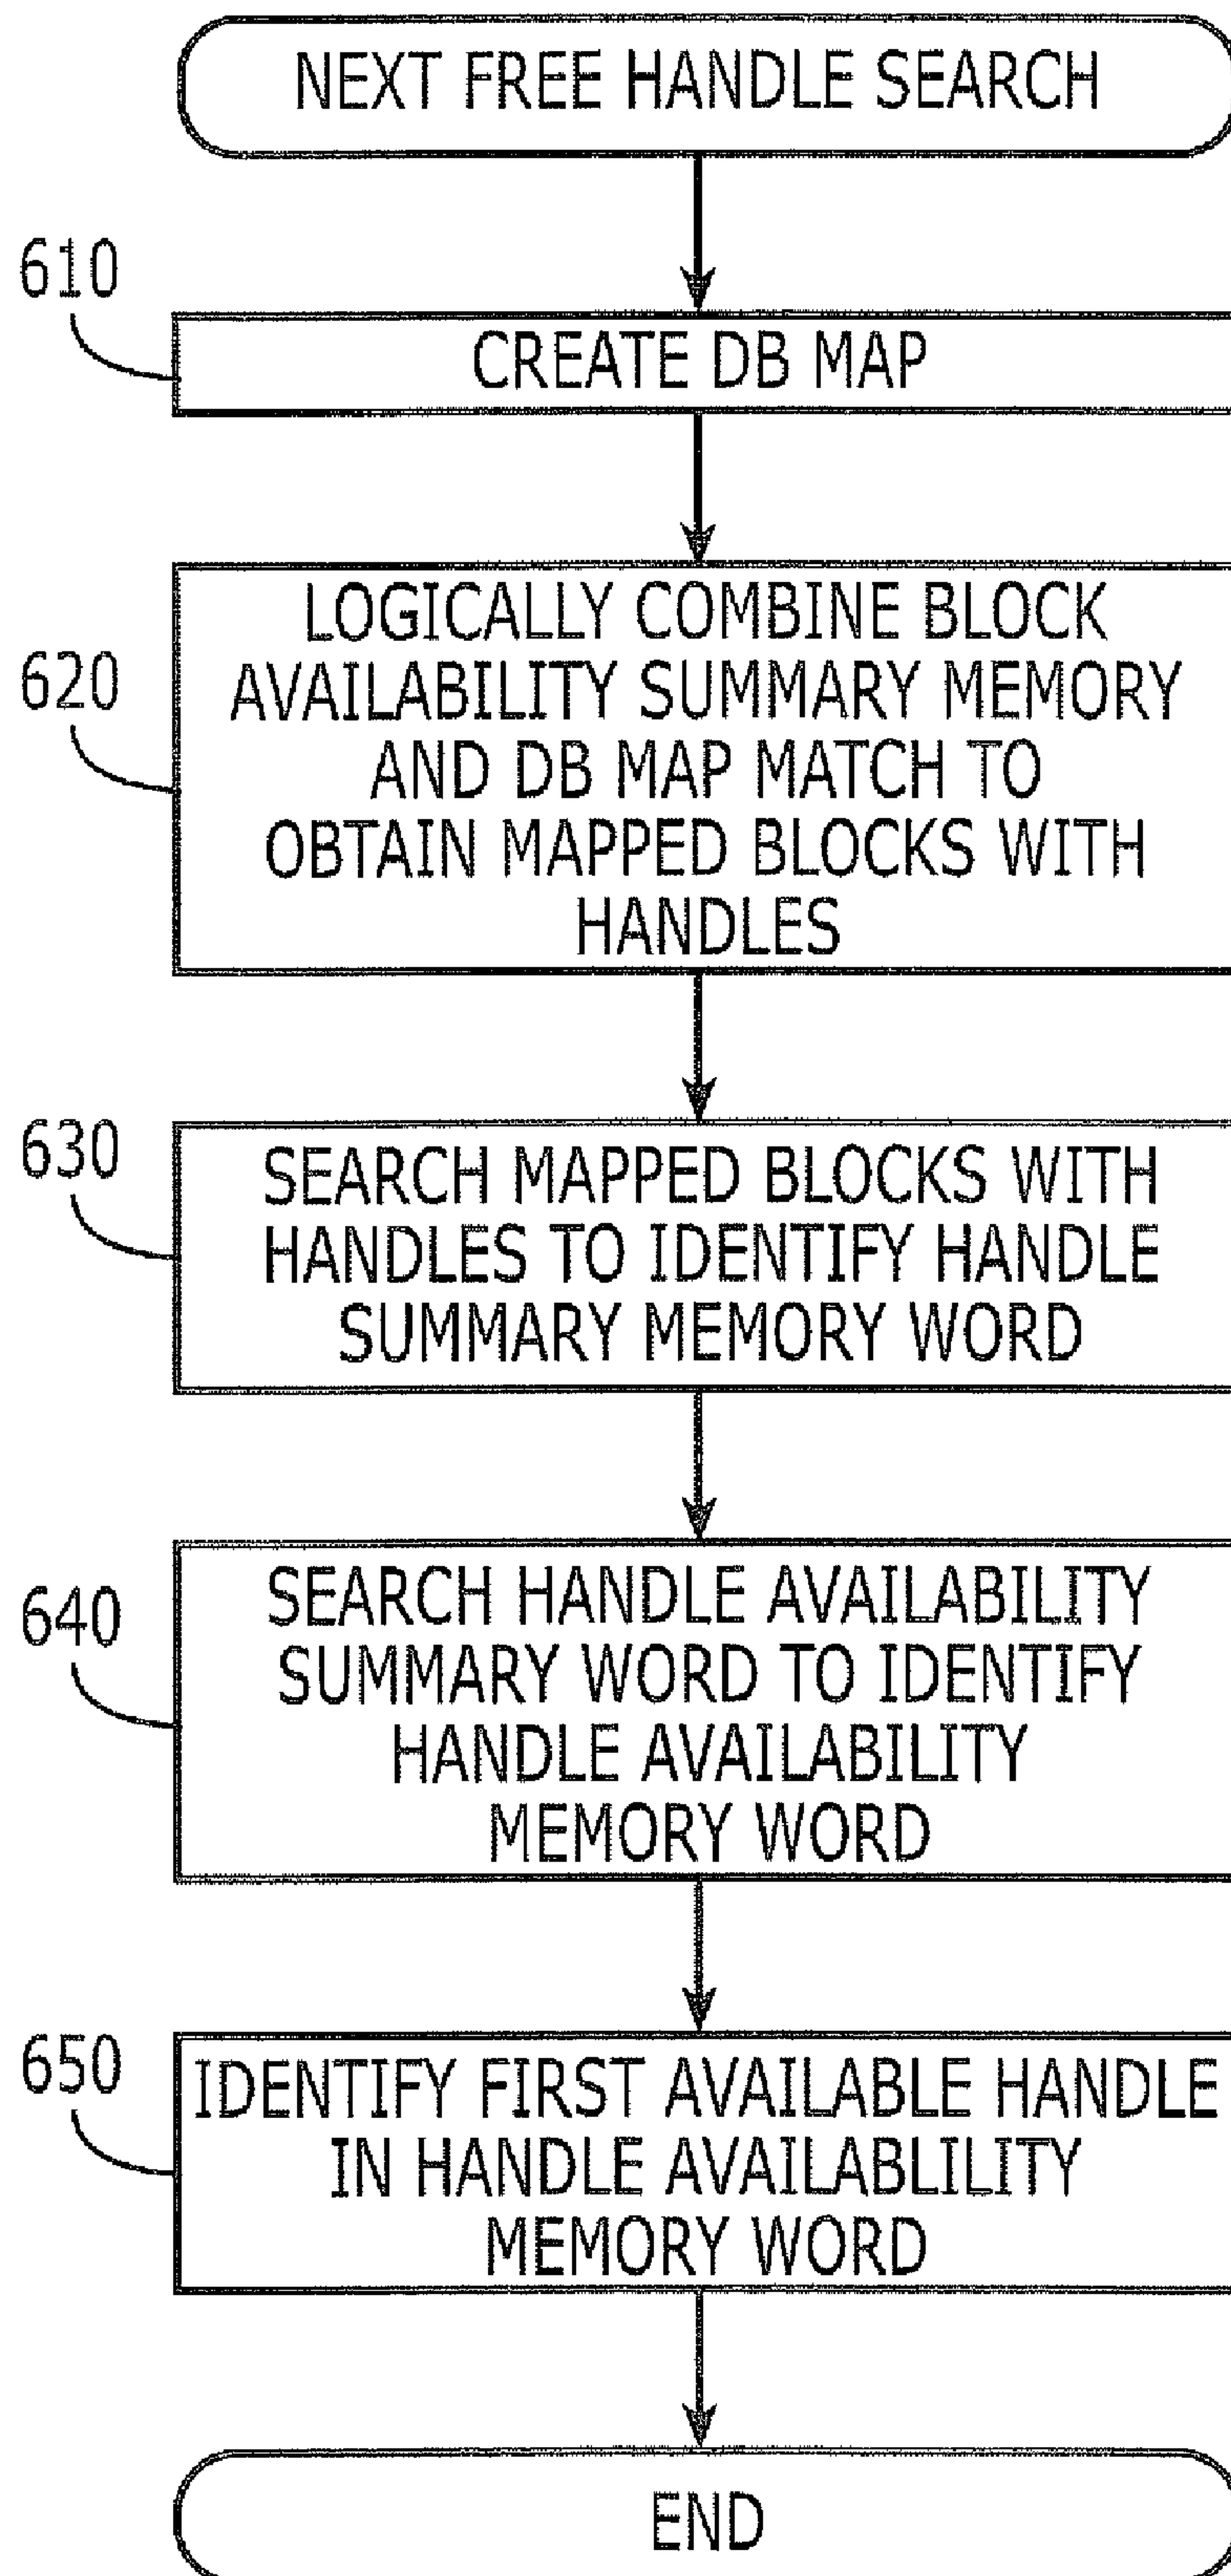 NEXT FREE HANDLE SEARCH
610
CREATE DB MAP
620
LOGICALLY COMBINE BLOCK
AVAILABILITY SUMMARY MEMORY
AND DB MAP MATCH TO
OBTAIN MAPPED BLOCKS WITH
HANDLES
630
SEARCH MAPPED BLOCKS WITH
HANDLES TO IDENTIFY HANDLE
SUMMARY MEMORY WORD
640
SEARCH HANDLE AVAILABILITY
SUMMARY WORD TO IDENTIFY
HANDLE AVAILABILITY
MEMORY WORD
650
IDENTIFY FIRST AVAILABLE HANDLE
IN HANDLE AVAILABLILITY
MEMORY WORD
END